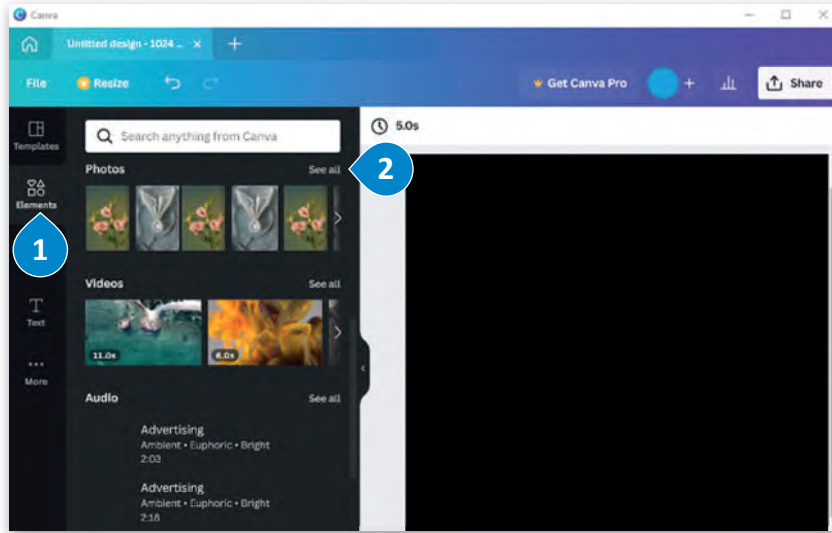 Canva
Untitled design - 1024 ...
File
Resize
Get Canva Pro
Share
Templates
Elements
1
Text
More
Search anything from Canva
Photos
See all
2
Videos
See all
11.0s
6.0s
Audio
See all
Advertising
Ambient • Euphoric • Bright
2:03
Advertising
Ambient • Euphoric • Bright
2:18
5.0s